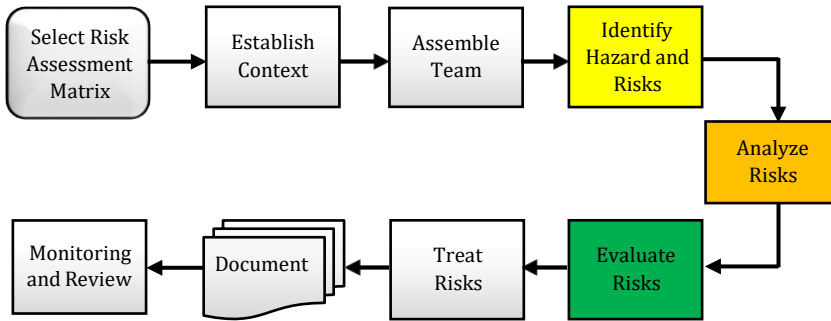 Select Risk
Assessment
Matrix
Establish
Context
Assemble
Team
Identify
Hazard and
Risks
Analyze
Risks
Evaluate
Risks
Treat
Risks
Document
Monitoring
and Review